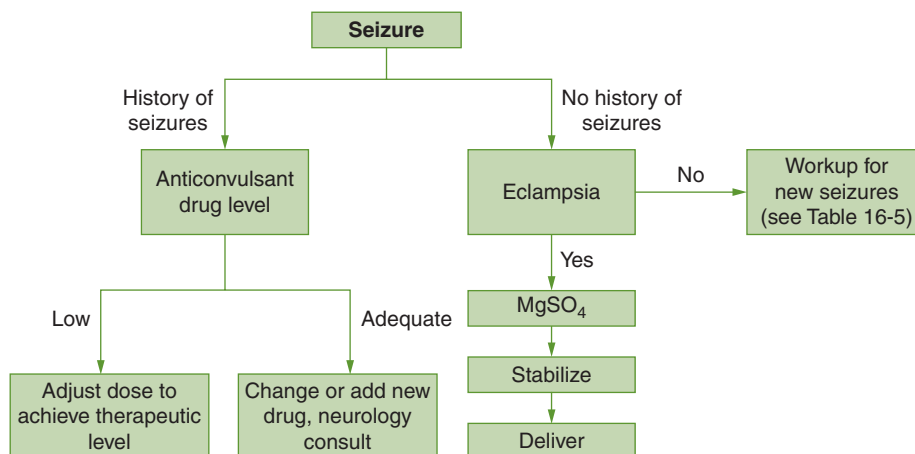 Seizure
History of
seizures
No history of
seizures
Anticonvulsant
drug level
Eclampsia
No
Workup for
new seizures
(see Table 16-5)
Yes
MgSO4
Low
Adequate
Stabilize
Adjust dose to
achieve therapeutic
level
Change or add new
drug, neurology
consult
Deliver